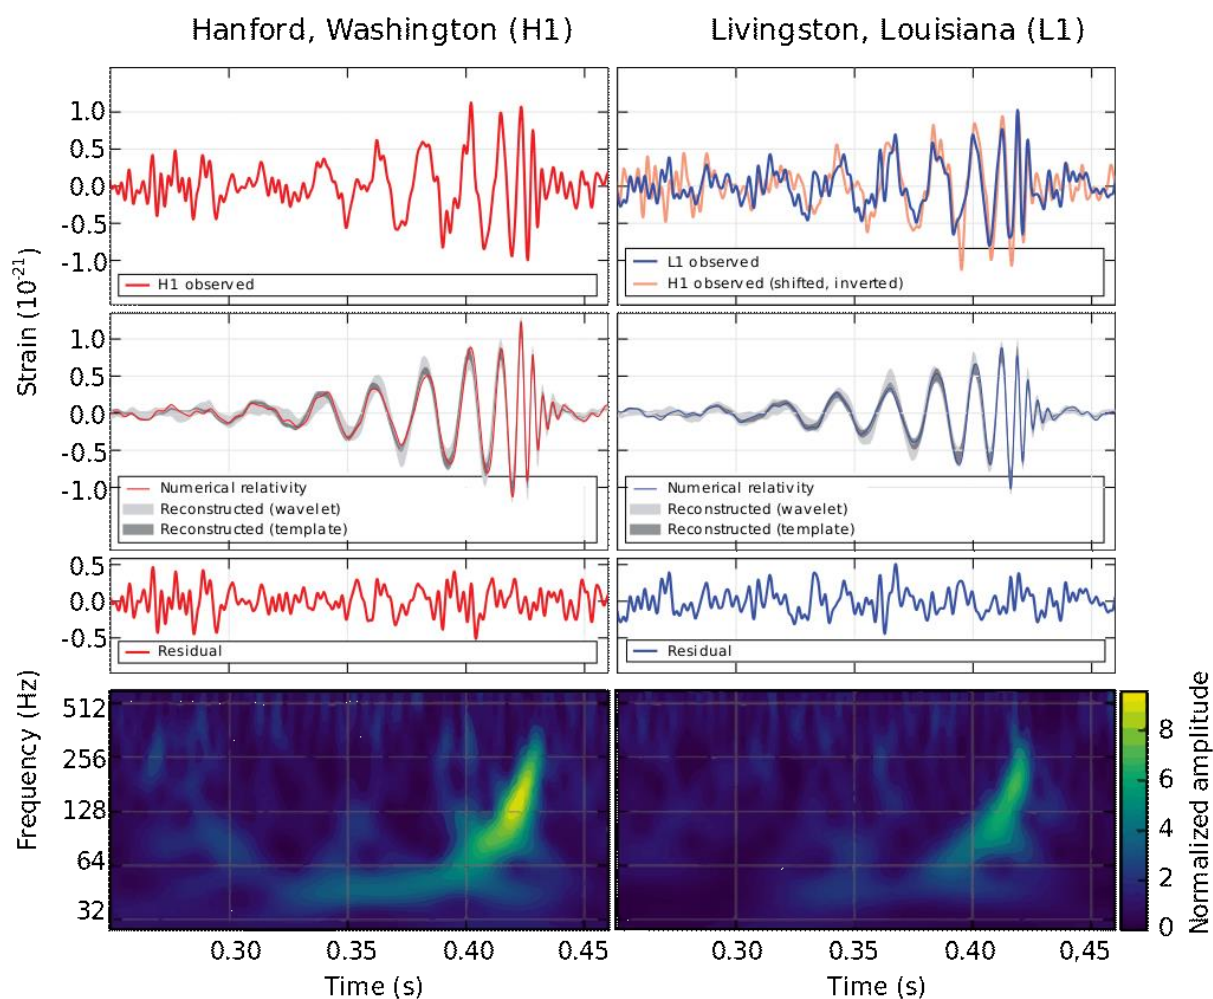 Hanford, Washington (H1)
Livingston, Louisiana (L1)
Strain (10-21)
1.0
0.5
0.0
-0.5
-1.0
H1 observed
L1 observed
H1 observed (shifted, inverted)
1.0
0.5
0.0
-0.5
-1.0
Numerical relativity
Reconstructed (wavelet)
Reconstructed (template)
Numerical relativity
Reconstructed (wavelet)
Reconstructed (template)
0.5
0.0
-0.5
Residual
Residual
Frequency (Hz)
512
256
128
64
32
Normalized amplitude
8
6
4
2
0
0.30
0.35
0.40
0.45
0.30
0.35
0.40
0,45
Time (s)
Time (s)